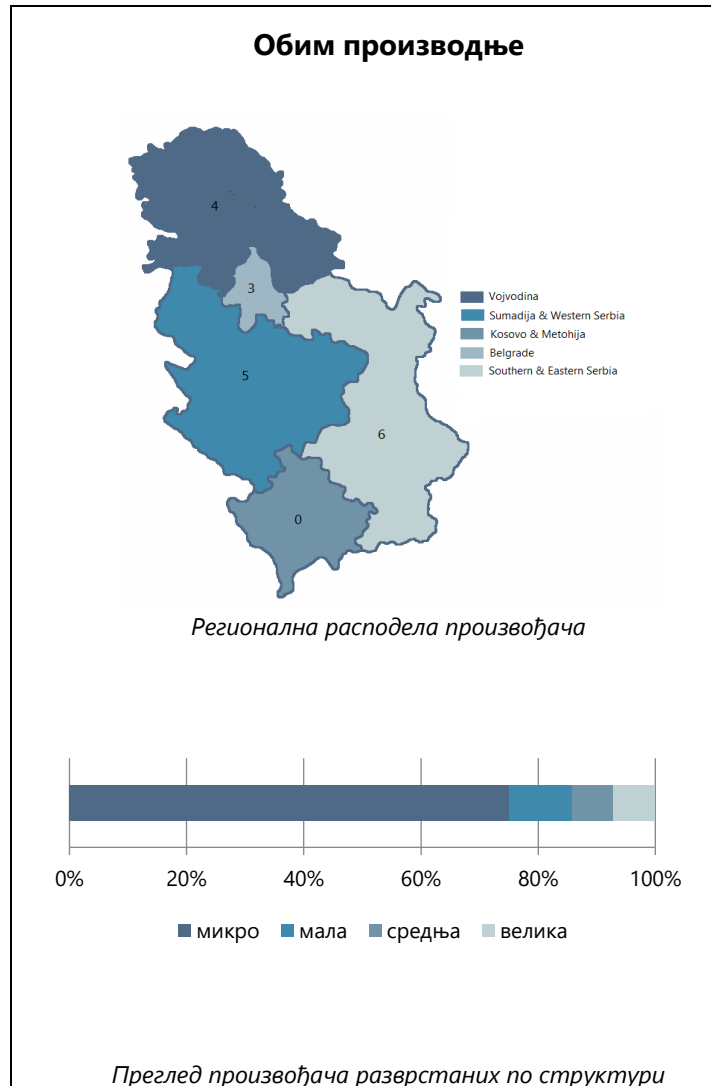 Обим производње
4
3
5
6
0
Vojvodina
Sumadija & Western Serbia
Kosovo & Metohija
Belgrade
Southern & Eastern Serbia
Регионална расподела произвођача
0% 20% 40% 60% 80% 100%
микро мала средња велика
Преглед произвођача разврстаних по структури